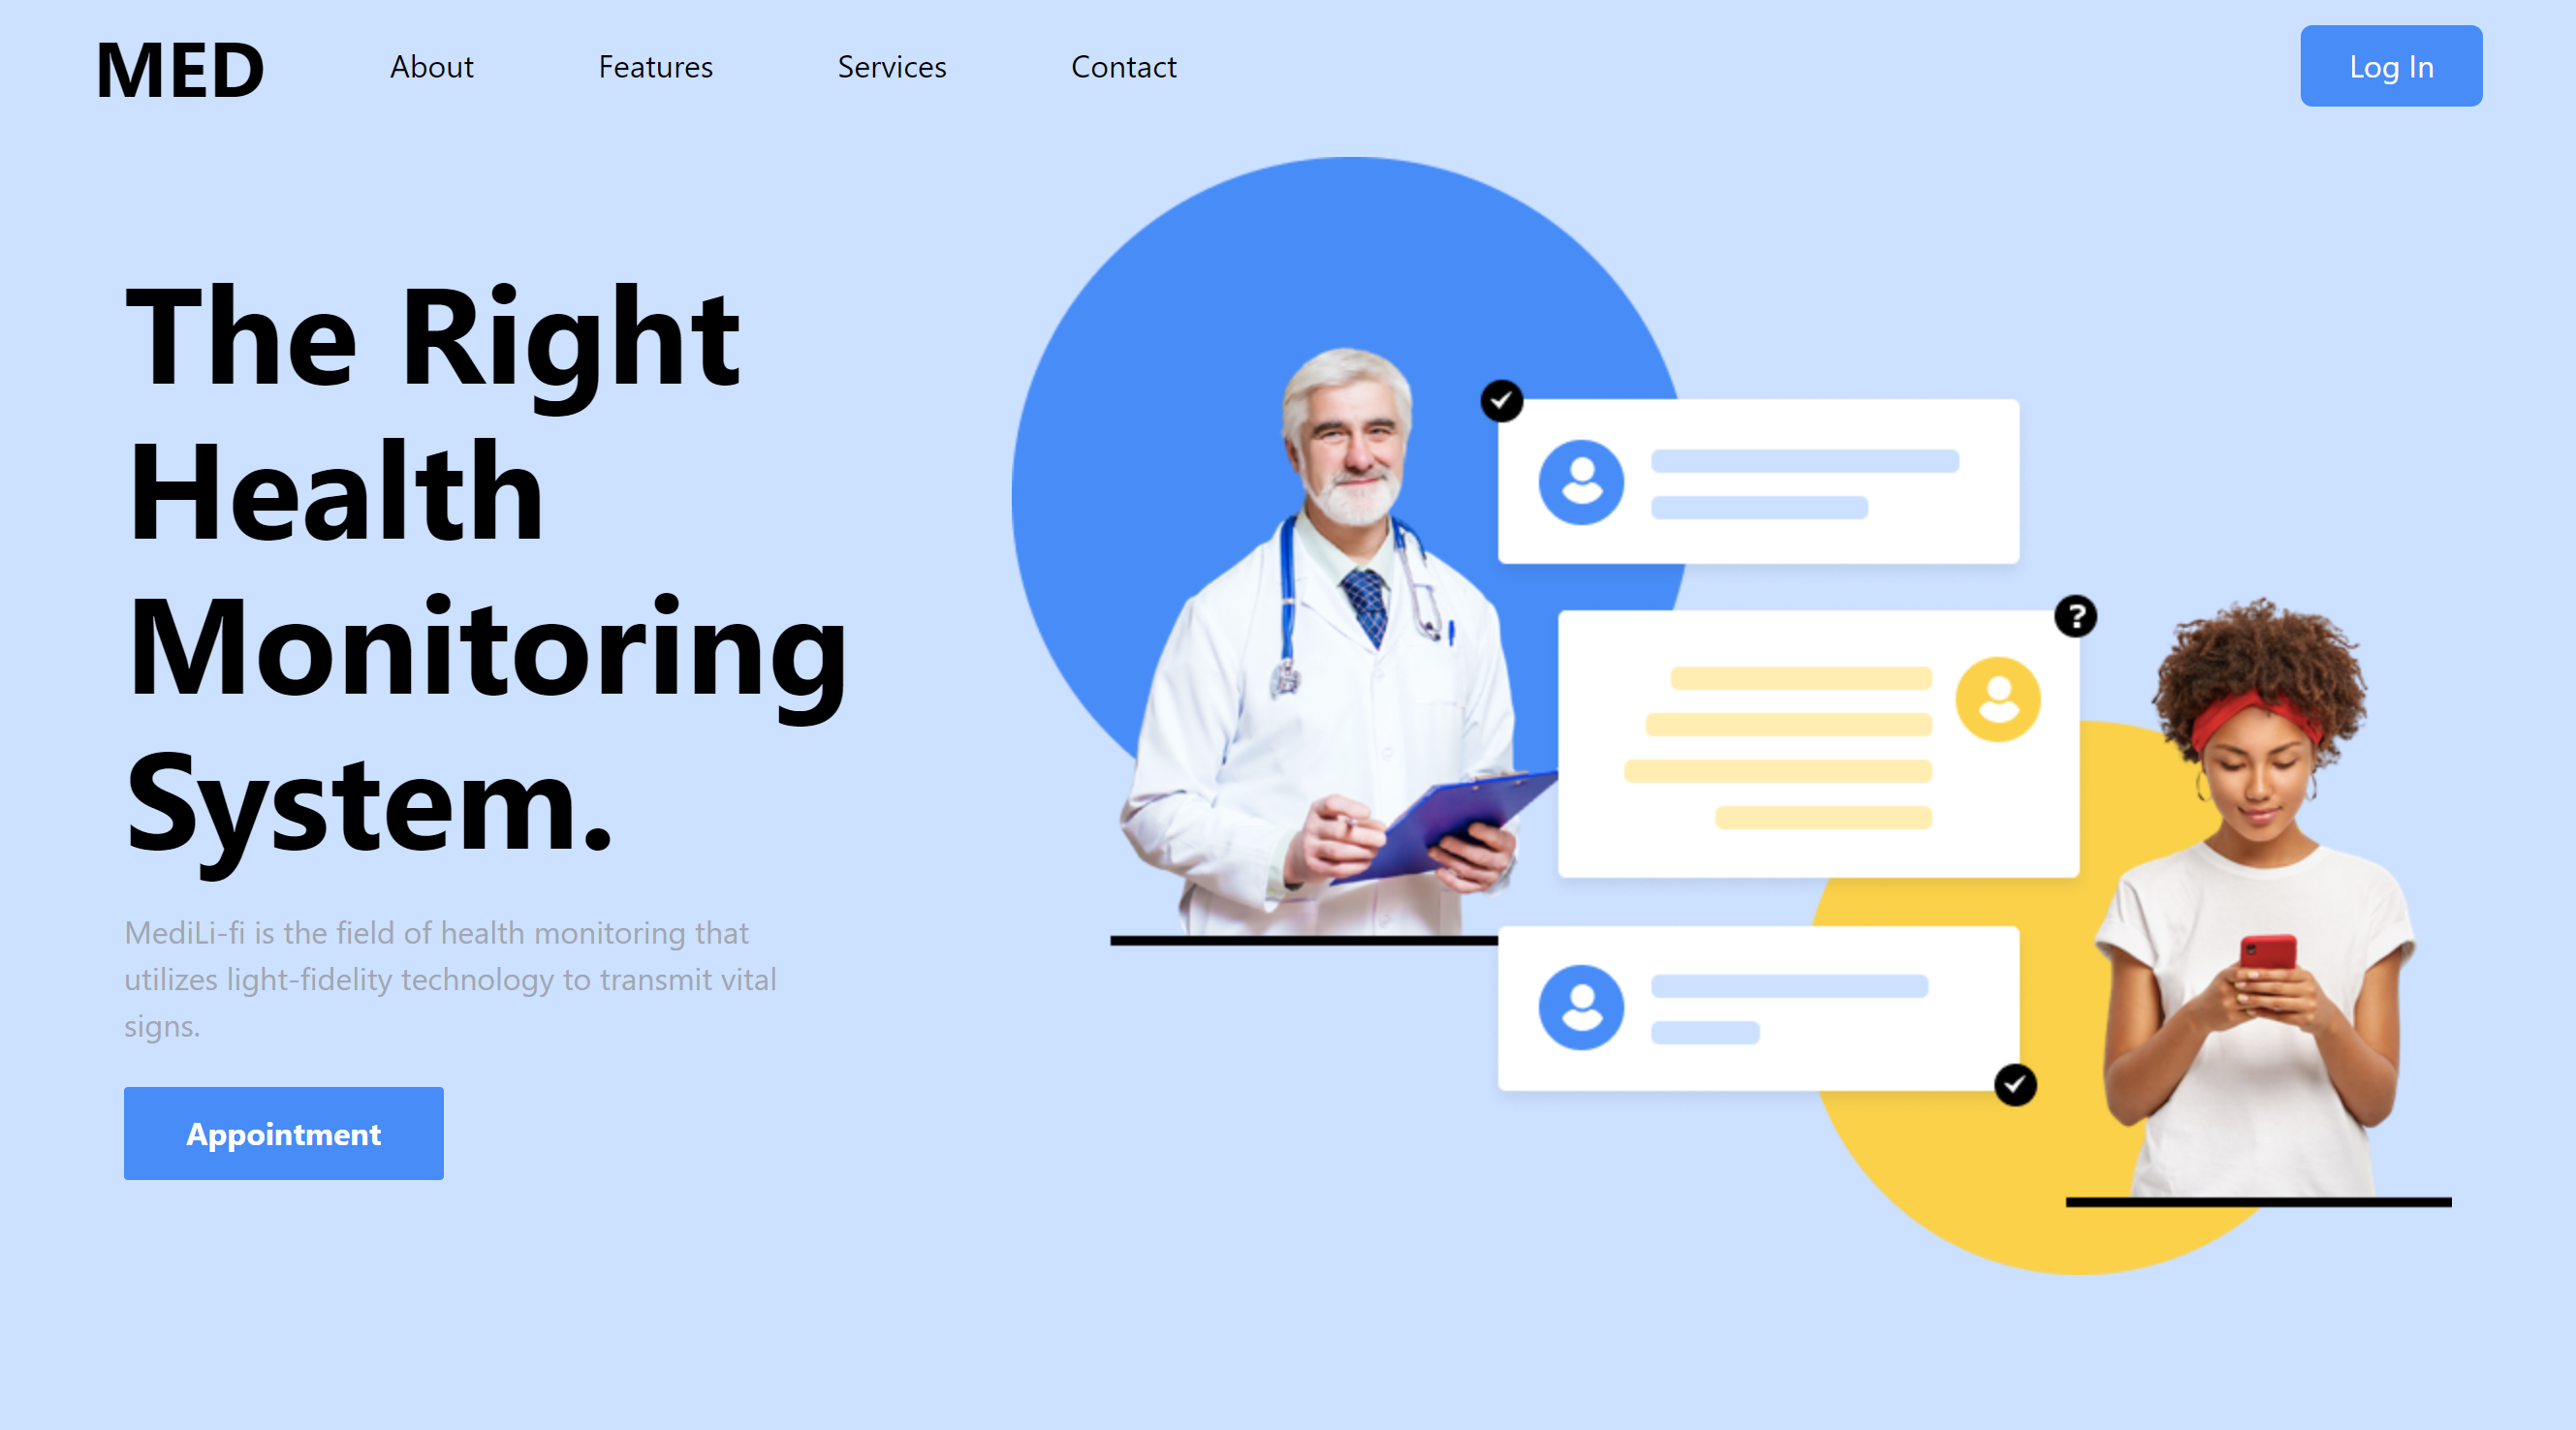 MED
About
Features
Services
Contact
Log In
The Right
Health
Monitoring
System.
MediLi-fi is the field of health monitoring that
utilizes light-fidelity technology to transmit vital
signs.
Appointment
?